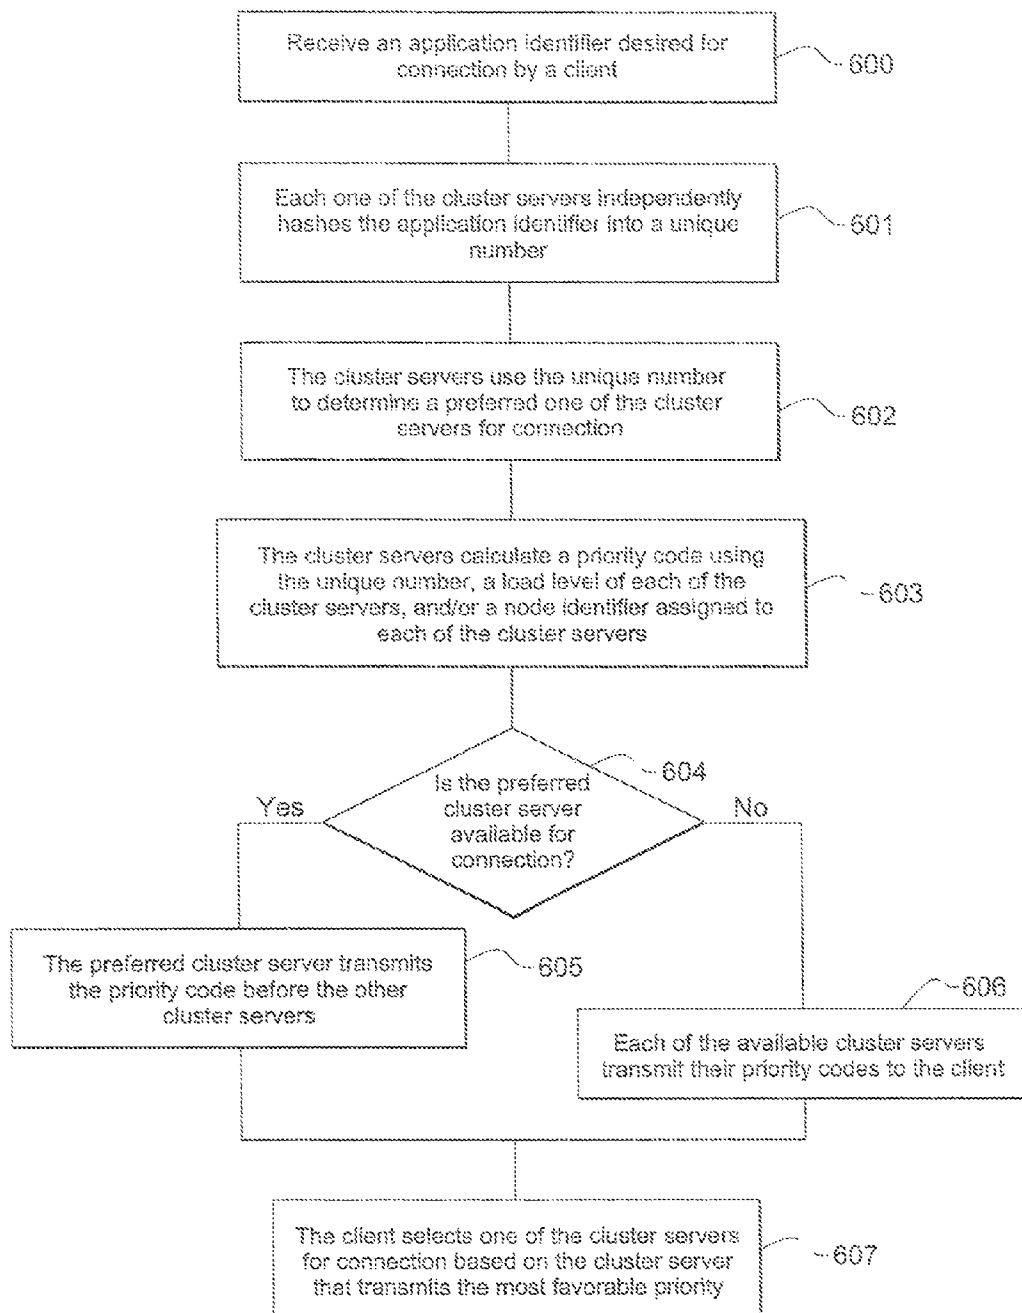 Receive an application identifier desired for
connection by a client
600
Each one of the cluster servers independently
hashes the application identifier into a unique
number
601
The cluster servers use the unique number
to determine a preferred one of the cluster
servers for connection
602
The cluster servers calculate a priority code using
the unique number, a load level of each of the
cluster servers, and/or a node identifier assigned to
each of the cluster servers
603
Is the preferred
cluster server
available for
connection?
604
Yes
No
The preferred cluster server transmits
the priority code before the other
cluster servers
605
606
Each of the available cluster servers
transmit their priority codes to the client
The client selects one of the cluster servers
for connection based on the cluster server
that transmits the most favorable priority
607